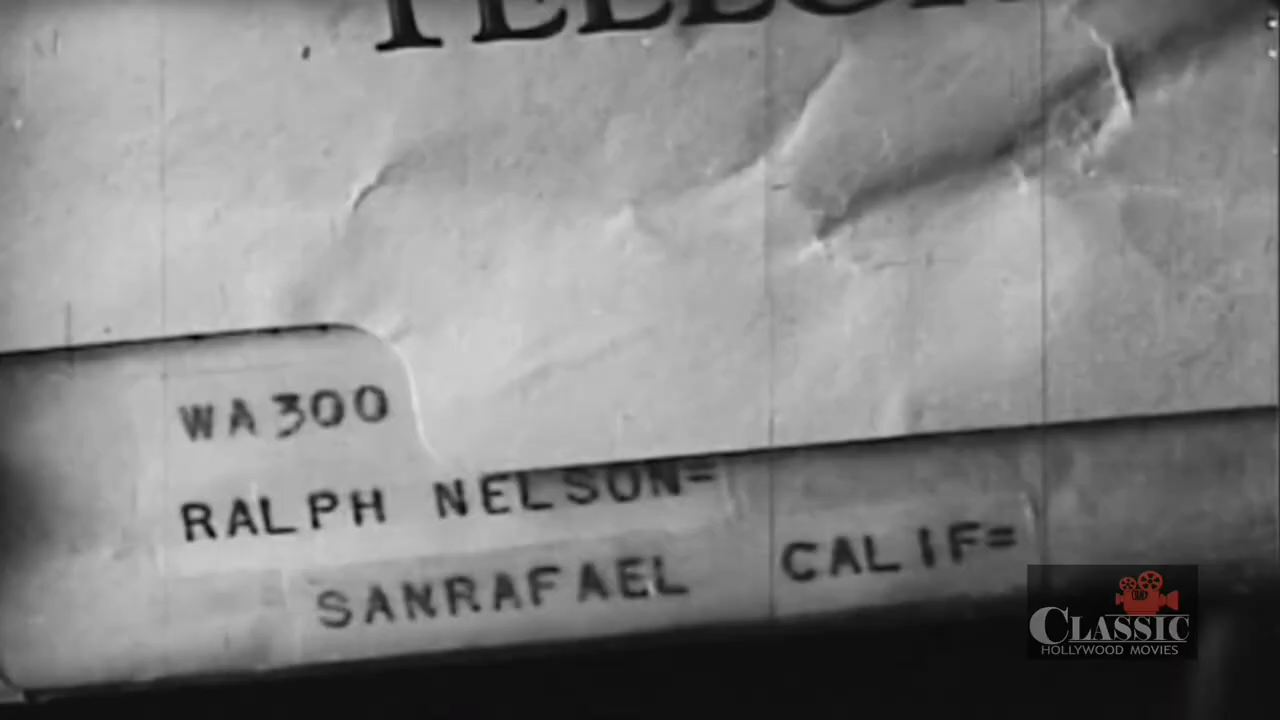 WA300
RALPH NELSON=
SANRAFAEL CALIF=
CLASSIC
HOLLYWOOD MOVIES